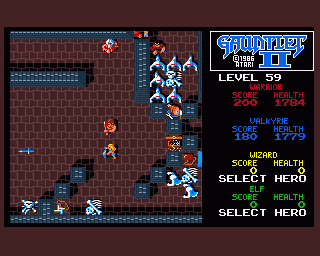 GAUNTLET
II
©1986
ATARI
LEVEL 59
WARRIOR
SCORE HEALTH
200 1784
VALKYRIE
SCORE HEALTH
180 1779
WIZARD
SCORE HEALTH
0 0
SELECT HERO
ELF
SCORE HEALTH
0 0
SELECT HERO